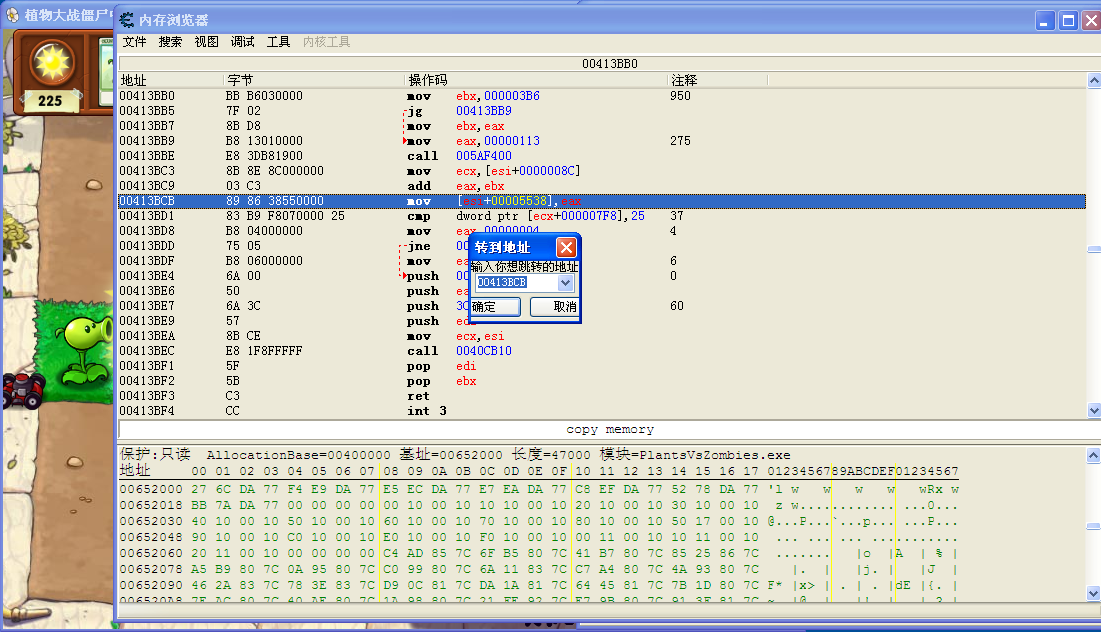 植物大战僵尸
内存浏览器
225
文件 搜索 视图 调试 工具 内核工具
00413BB0
地址 字节 操作码 注释
00413BB0 BB B6030000 mov ebx,000003B6 950
00413BB5 7F 02 jg 00413BB9
00413BB7 8B D8 mov ebx,eax
00413BB9 B8 13010000 mov eax,00000113 275
00413BBE E8 3DB81900 call 005AF400
00413BC3 8B 8E 8C000000 mov ecx,[esi+0000008C]
00413BC9 03 C3 add eax,ebx
00413BCB 89 86 38550000 mov [esi+00005538],eax
00413BD1 83 B9 F8070000 25 cmp dword ptr [ecx+000007F8],25 37
00413BD8 B8 04000000 mov eax,00000004 4
00413BDD 75 05 jne 00
00413BDF B8 06000000 mov ea 6
00413BE4 6A 00 push 00 0
00413BE6 50 push ea
00413BE7 6A 3C push 3C 60
00413BE9 57 push ed
00413BEA 8B CE mov ecx,esi
00413BEC E8 1F8FFFFF call 0040CB10
00413BF1 5F pop edi
00413BF2 5B pop ebx
00413BF3 C3 ret
00413BF4 CC int 3
转到地址
输入你想跳转的地址
00413BCB
确定 取消
copy memory
保护:只读 AllocationBase=00400000 基址=00652000 长度=47000 模块=PlantsVsZombies.exe
地址 00 01 02 03 04 05 06 07 08 09 0A 0B 0C 0D 0E 0F 10 11 12 13 14 15 16 17 0123456789ABCDEF01234567
00652000 27 6C DA 77 F4 E9 DA 77 E5 EC DA 77 E7 EA DA 77 C8 EF DA 77 52 78 DA 77 'l w w w w wRx w
00652018 BB 7A DA 77 00 00 00 00 00 10 00 10 10 10 00 10 20 10 00 10 30 10 00 10 z w............ ...0...
00652030 40 10 00 10 50 10 00 10 60 10 00 10 70 10 00 10 80 10 00 10 50 17 00 10 @...P...`...p... ...P...
00652048 90 10 00 10 C0 10 00 10 E0 10 00 10 F0 10 00 10 00 11 00 10 10 11 00 10 ... ... ... ...........
00652060 20 11 00 10 00 00 00 00 C4 AD 85 7C 6F B5 80 7C 41 B7 80 7C 85 25 86 7C ....... |o |A | % |
00652078 A5 B9 80 7C 0A 95 80 7C C0 99 80 7C 6A 11 83 7C C7 A4 80 7C 4A 93 80 7C |. | |j. | |J |
00652090 46 2A 83 7C 78 3E 83 7C D9 0C 81 7C DA 1A 81 7C 64 45 81 7C 7B 1D 80 7C F* |x> | . | . |dE |{. |